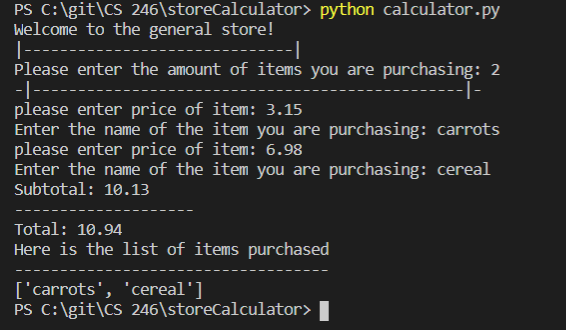 PS C:\git\CS 246\storeCalculator> python calculator.py
Welcome to the general store!
|-----------------------------|
Please enter the amount of items you are purchasing: 2
-|-------------------------------------------|-
please enter price of item: 3.15
Enter the name of the item you are purchasing: carrots
please enter price of item: 6.98
Enter the name of the item you are purchasing: cereal
Subtotal: 10.13
--------------------
Total: 10.94
Here is the list of items purchased
-----------------------------------
['carrots', 'cereal']
PS C:\git\CS 246\storeCalculator>